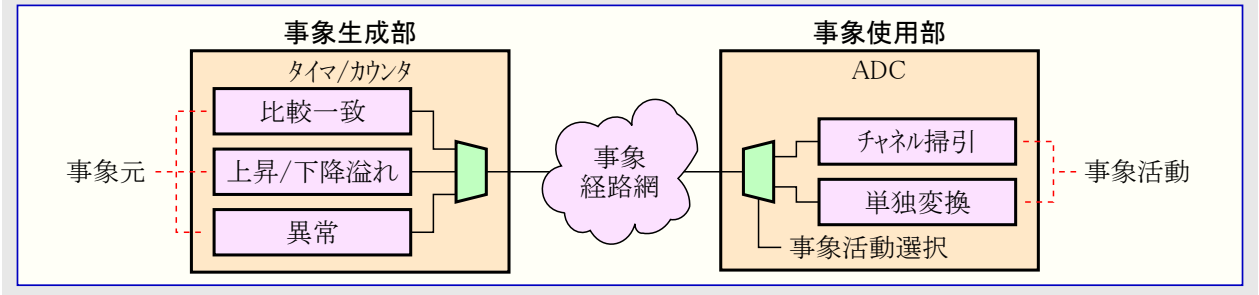 事象生成部
事象使用部
タイマ/カウンタ
ADC
比較一致
上昇/下降溢れ
異常
事象元
事象
経路網
チャネル掃引
単独変換
事象活動
事象活動選択